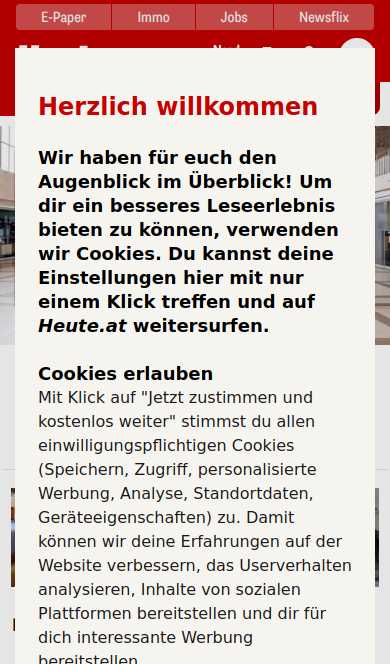 E-Paper Immo Jobs Newsflix
Herzlich willkommen
Wir haben für euch den
Augenblick im Überblick! Um
dir ein besseres Leseerlebnis
bieten zu können, verwenden
wir Cookies. Du kannst deine
Einstellungen hier mit nur
einem Klick treffen und auf
Heute.at weitersurfen.
Cookies erlauben
Mit Klick auf "Jetzt zustimmen und
kostenlos weiter" stimmst du allen
einwilligungspflichtigen Cookies
(Speichern, Zugriff, personalisierte
Werbung, Analyse, Standortdaten,
Geräteeigenschaften) zu. Damit
können wir deine Erfahrungen auf der
Website verbessern, das Userverhalten
analysieren, Inhalte von sozialen
Plattformen bereitstellen und dir für
dich interessante Werbung
bereitstellen